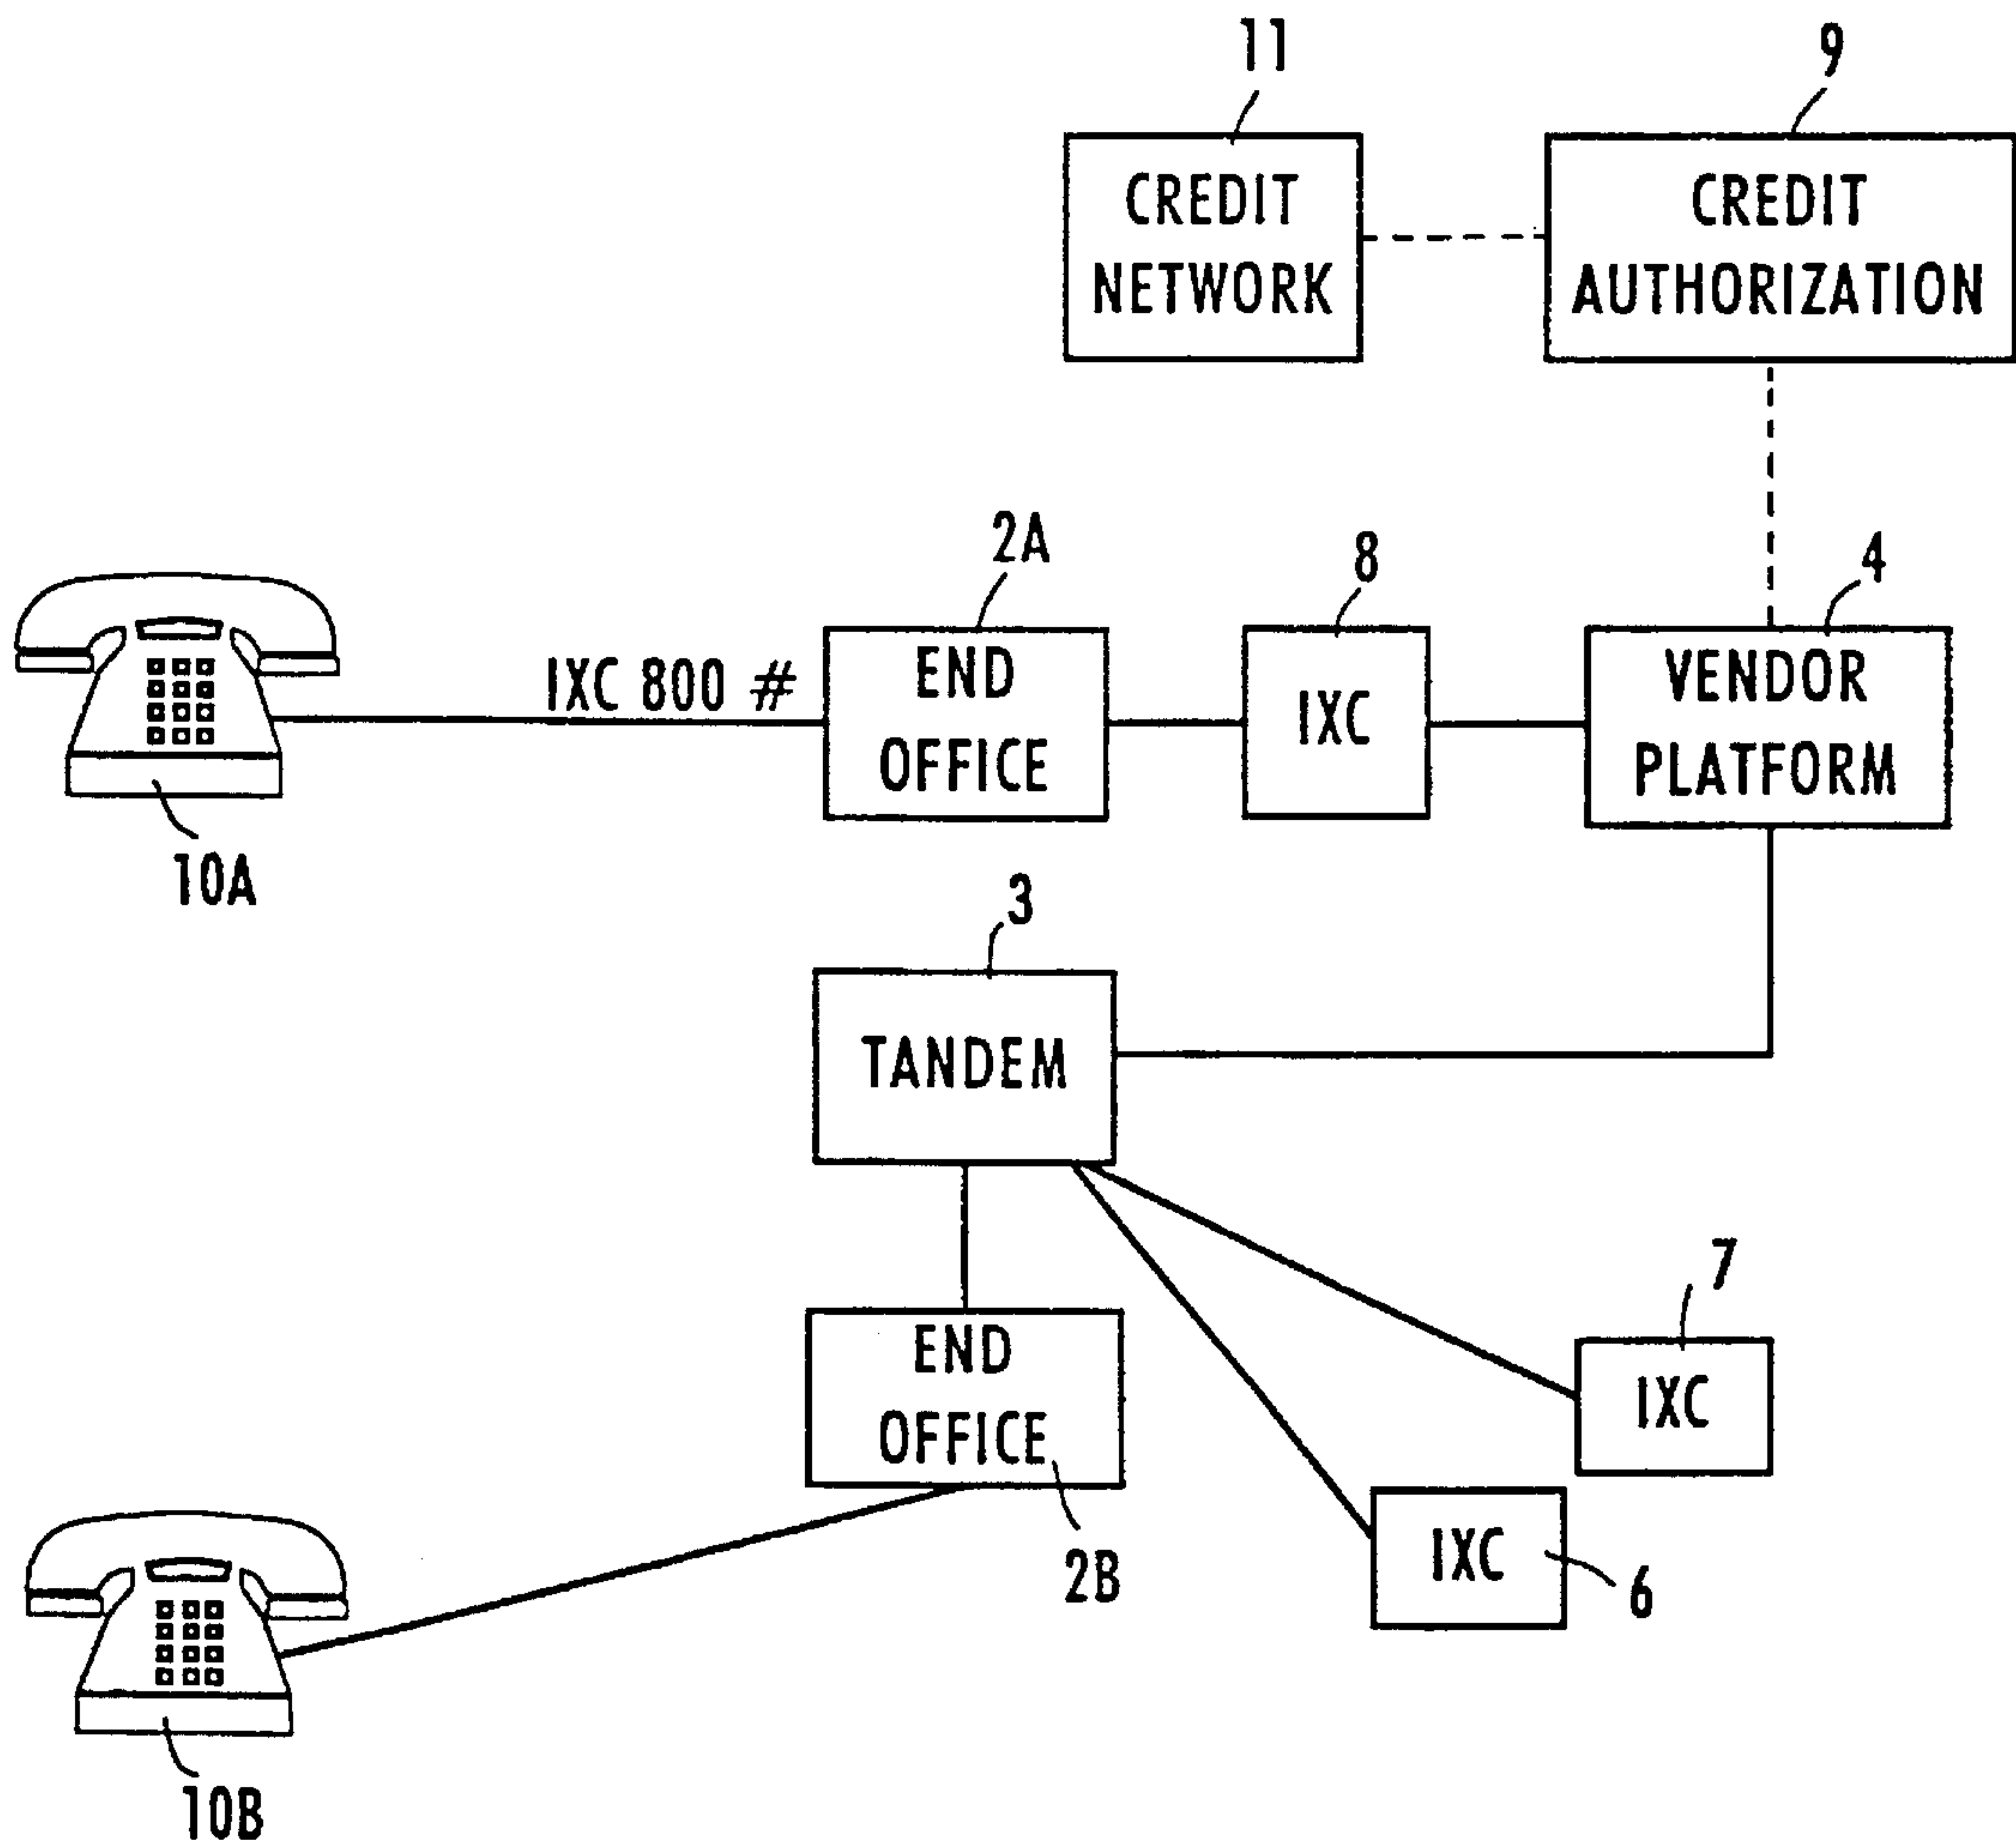 11
9
CREDIT
NETWORK
CREDIT
AUTHORIZATION
2A
8
4
IXC 800 #
END
OFFICE
IXC
VENDOR
PLATFORM
10A
3
TANDEM
7
END
OFFICE
IXC
2B
IXC
6
10B